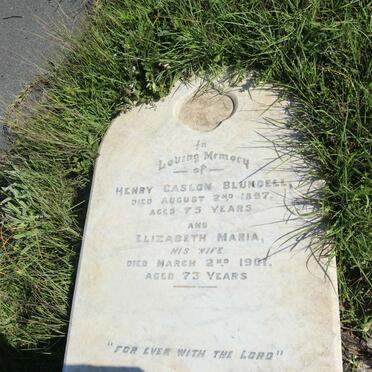 In
Loving Memory
of
HENRY CASLON BLUNDELL,
DIED AUGUST 2ND 1897.
AGED 75 YEARS
AND
ELIZABETH MARIA,
HIS WIFE
DIED MARCH 2ND 1901.
AGED 73 YEARS
"FOR EVER WITH THE LORD"